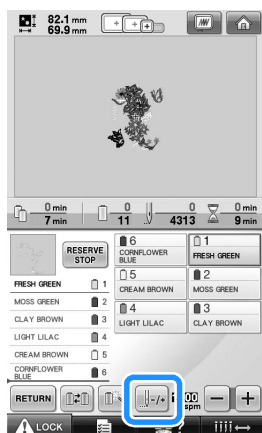 82.1 mm
69.9 mm
0 min
7 min
0
11
0
4313
0 min
9 min
RESERVE
STOP
FRESH GREEN 1
MOSS GREEN 2
CLAY BROWN 3
LIGHT LILAC 4
CREAM BROWN 5
CORNFLOWER
BLUE 6
6
CORNFLOWER
BLUE
1
FRESH GREEN
5
CREAM BROWN
2
MOSS GREEN
4
LIGHT LILAC
3
CLAY BROWN
RETURN
-/+
00
spm
- +
LOCK
?